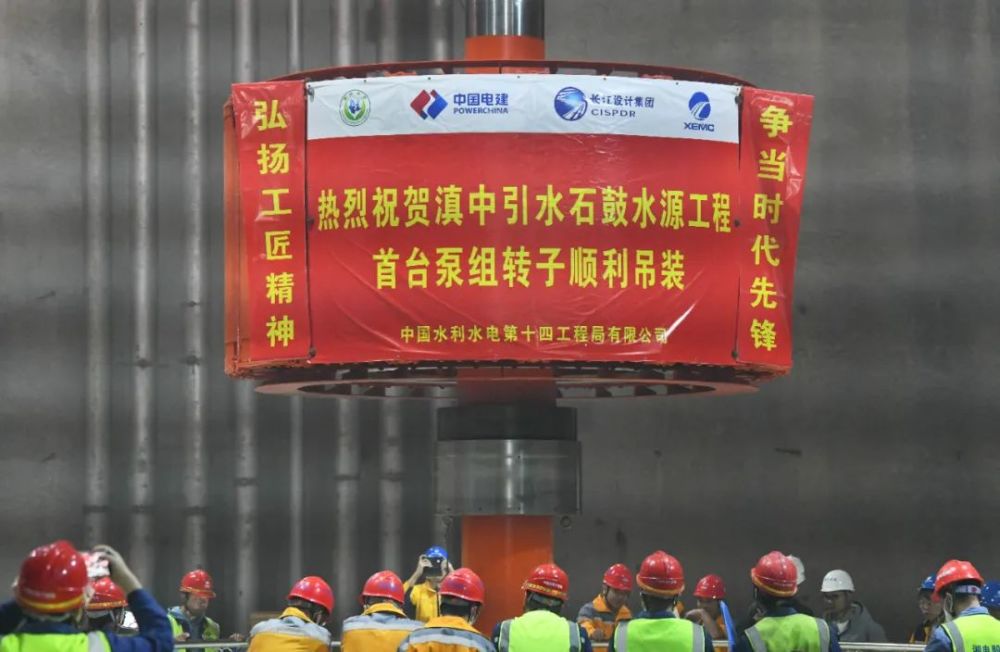 中国电建
POWERCHINA
长江设计集团
CISPDR
XEMC
弘扬工匠精神
热烈祝贺滇中引水石鼓水源工程
首台泵组转子顺利吊装
中国水利水电第十四工程局有限公司
争当时代先锋
湘电股